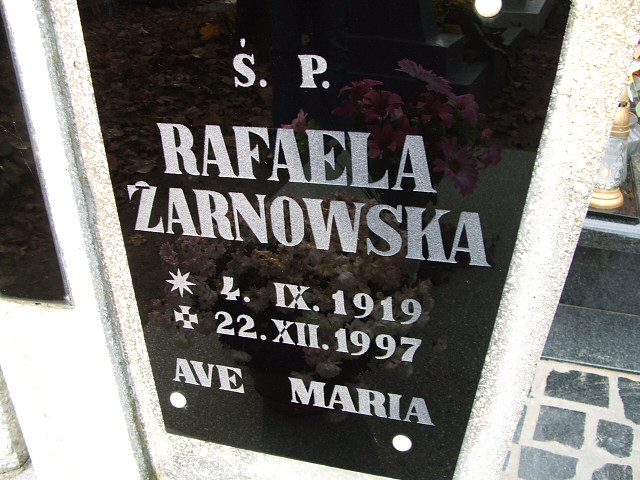 Ś. P.
RAFAELA
ŻARNOWSKA
4. IX. 1919
22. XII. 1997
AVE MARIA